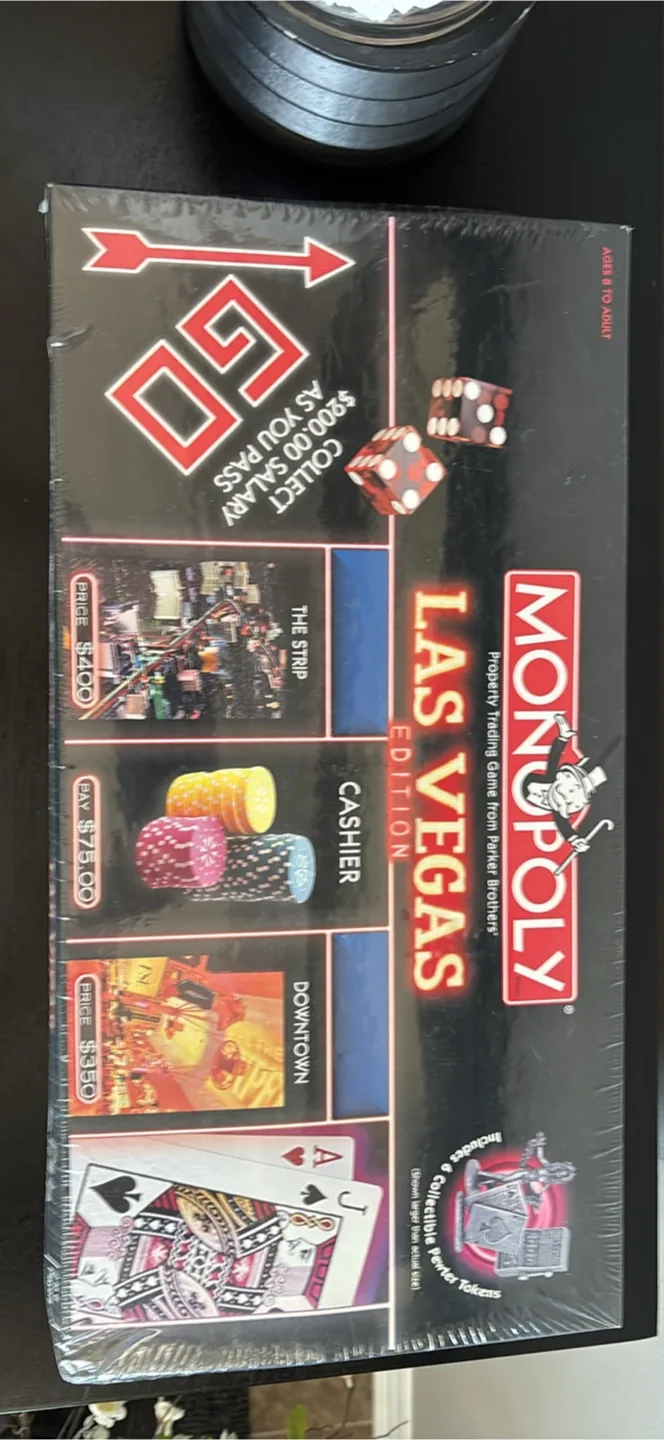 AGES 8 TO ADULT
MONOPOLY®
Property Trading Game from Parker Brothers®
LAS VEGAS
EDITION
Includes 6 Collectible Pewter Tokens
(Shown larger than actual size)
GO
COLLECT
$200.00 SALARY
AS YOU PASS
THE STRIP
PRICE $400
CASHIER
PAY $75.00
DOWNTOWN
PRICE $350
A
J